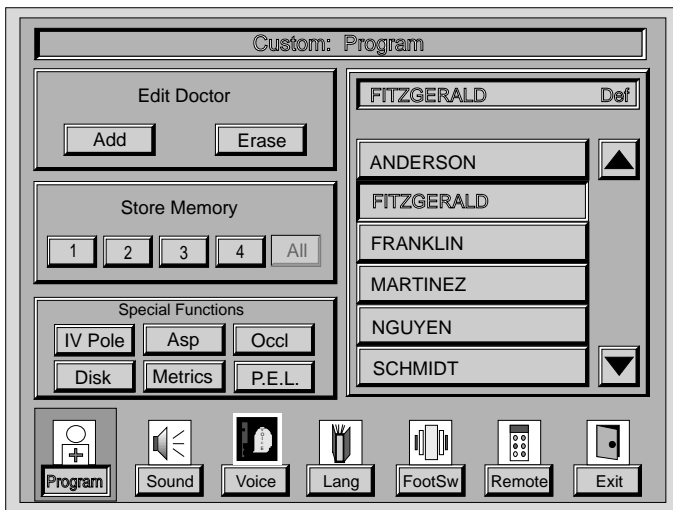 Custom: Program
Edit Doctor
Add Erase
Store Memory
1 2 3 4 All
Special Functions
IV Pole Asp Occl
Disk Metrics P.E.L.
FITZGERALD Def
ANDERSON
FITZGERALD
FRANKLIN
MARTINEZ
NGUYEN
SCHMIDT
Program Sound Voice Lang FootSw Remote Exit